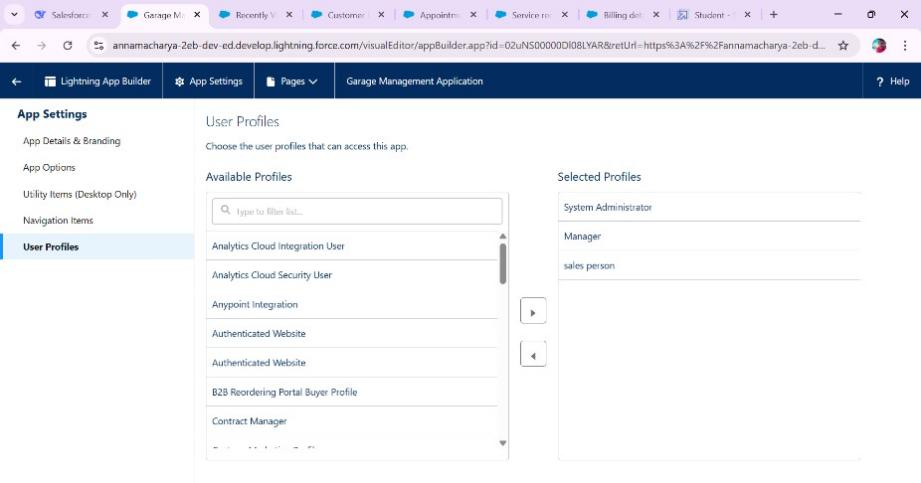 Salesforce
Garage Ma
Recently V
Customer
Appointm
Service re
Billing det
Student -
annamacharya-2eb-dev-ed.develop.lightning.force.com/visualEditor/appBuilder.app?id=02uNS00000Dl08LYAR&retUrl=https%3A%2F%2Fannamacharya-2eb-d...
Lightning App Builder
App Settings
Pages
Garage Management Application
? Help
App Settings
App Details & Branding
App Options
Utility Items (Desktop Only)
Navigation Items
User Profiles
User Profiles
Choose the user profiles that can access this app.
Available Profiles
Type to filter list...
Analytics Cloud Integration User
Analytics Cloud Security User
Anypoint Integration
Authenticated Website
Authenticated Website
B2B Reordering Portal Buyer Profile
Contract Manager
Selected Profiles
System Administrator
Manager
sales person